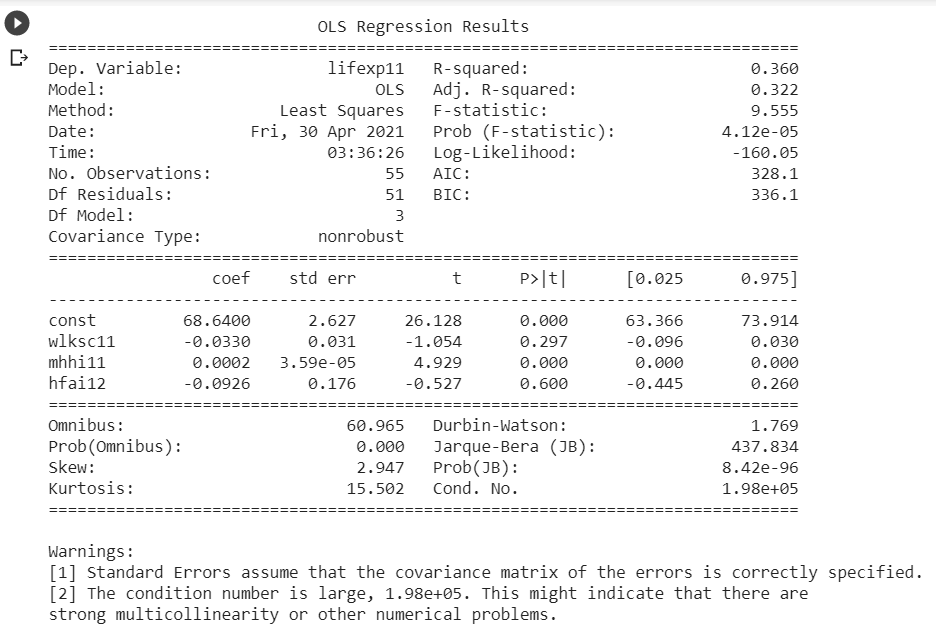 OLS Regression Results
==============================================================================
Dep. Variable:               lifexp11   R-squared:                       0.360
Model:                            OLS   Adj. R-squared:                  0.322
Method:                 Least Squares   F-statistic:                     9.555
Date:                Fri, 30 Apr 2021   Prob (F-statistic):           4.12e-05
Time:                        03:36:26   Log-Likelihood:                -160.05
No. Observations:                  55   AIC:                             328.1
Df Residuals:                      51   BIC:                             336.1
Df Model:                           3
Covariance Type:            nonrobust
==============================================================================
                 coef    std err          t      P>|t|      [0.025      0.975]
------------------------------------------------------------------------------
const         68.6400      2.627     26.128      0.000      63.366      73.914
wlksc11       -0.0330      0.031     -1.054      0.297      -0.096       0.030
mhhi11         0.0002   3.59e-05      4.929      0.000       0.000       0.000
hfai12        -0.0926      0.176     -0.527      0.600      -0.445       0.260
==============================================================================
Omnibus:                       60.965   Durbin-Watson:                   1.769
Prob(Omnibus):                  0.000   Jarque-Bera (JB):              437.834
Skew:                           2.947   Prob(JB):                     8.42e-96
Kurtosis:                      15.502   Cond. No.                     1.98e+05
==============================================================================
Warnings:
[1] Standard Errors assume that the covariance matrix of the errors is correctly specified.
[2] The condition number is large, 1.98e+05. This might indicate that there are
strong multicollinearity or other numerical problems.